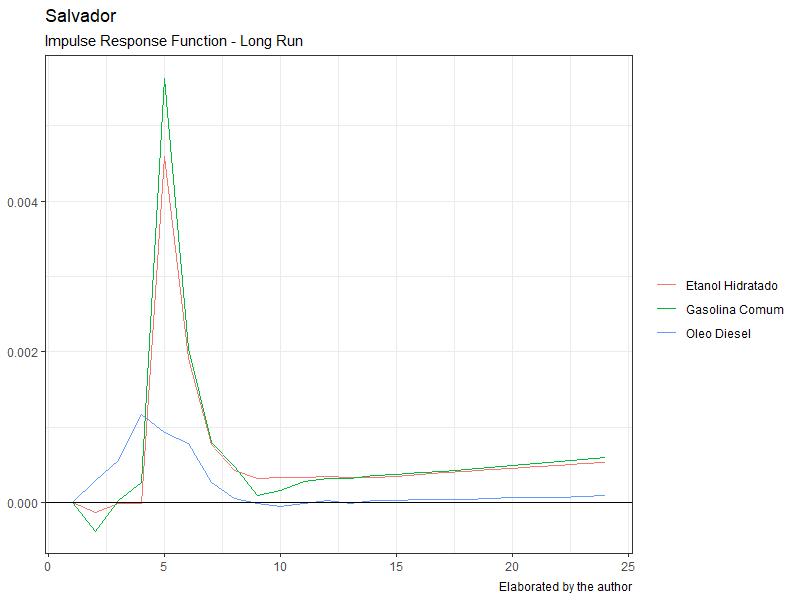 Salvador
Impulse Response Function - Long Run
0.004
0.002
0.000
0 5 10 15 20 25
Etanol Hidratado
Gasolina Comum
Oleo Diesel
Elaborated by the author